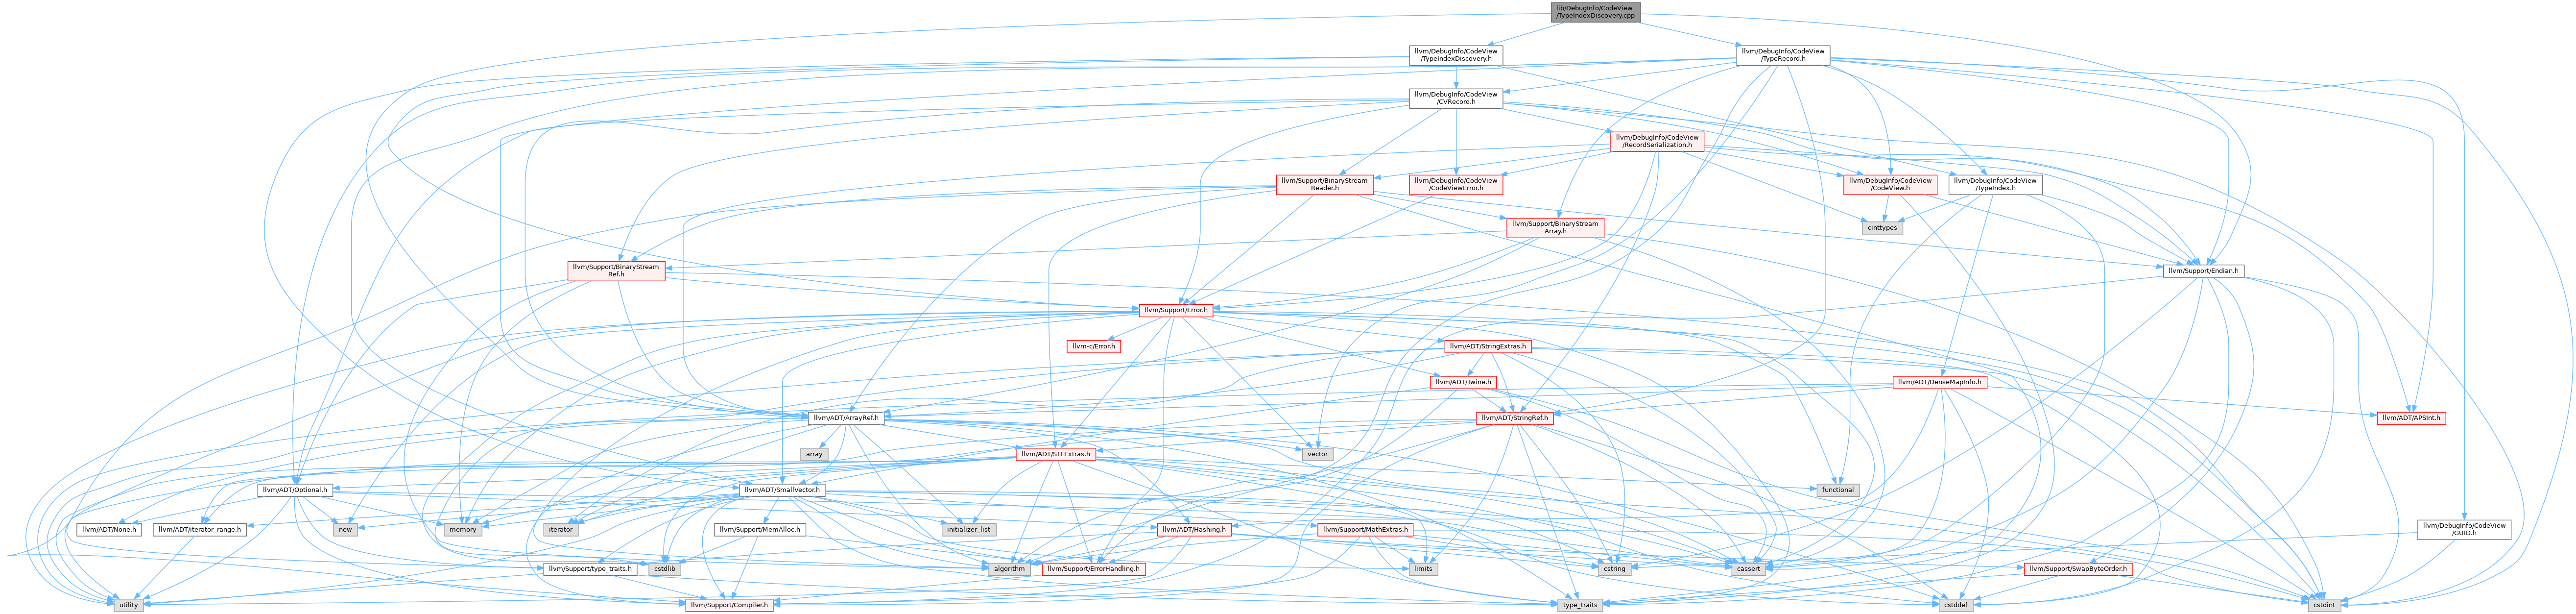 lib/DebugInfo/CodeView
/TypeIndexDiscovery.cpp
llvm/DebugInfo/CodeView
/TypeIndexDiscovery.h
llvm/DebugInfo/CodeView
/TypeRecord.h
llvm/DebugInfo/CodeView
/CVRecord.h
llvm/DebugInfo/CodeView
/RecordSerialization.h
llvm/Support/BinaryStream
Reader.h
llvm/DebugInfo/CodeView
/CodeViewError.h
llvm/DebugInfo/CodeView
/CodeView.h
llvm/DebugInfo/CodeView
/TypeIndex.h
llvm/Support/BinaryStream
Array.h
cinttypes
llvm/Support/BinaryStream
Ref.h
llvm/Support/Endian.h
llvm/Support/Error.h
llvm-c/Error.h
llvm/ADT/StringExtras.h
llvm/ADT/Twine.h
llvm/ADT/DenseMapInfo.h
llvm/ADT/ArrayRef.h
llvm/ADT/StringRef.h
llvm/ADT/APSInt.h
array
llvm/ADT/STLExtras.h
vector
llvm/ADT/Optional.h
llvm/ADT/SmallVector.h
functional
llvm/ADT/None.h
llvm/ADT/iterator_range.h
new
memory
iterator
llvm/Support/MemAlloc.h
initializer_list
llvm/ADT/Hashing.h
llvm/Support/MathExtras.h
llvm/DebugInfo/CodeView
/GUID.h
llvm/Support/type_traits.h
cstdlib
algorithm
llvm/Support/ErrorHandling.h
limits
cstring
cassert
llvm/Support/SwapByteOrder.h
utility
llvm/Support/Compiler.h
type_traits
cstddef
cstdint